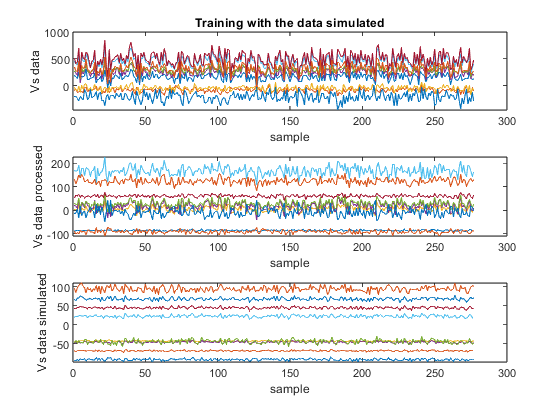 Training with the data simulated
1000
500
0
Vs data
0 50 100 150 200 250 300
sample
200
100
0
-100
Vs data processed
0 50 100 150 200 250 300
sample
100
50
0
-50
Vs data simulated
0 50 100 150 200 250 300
sample